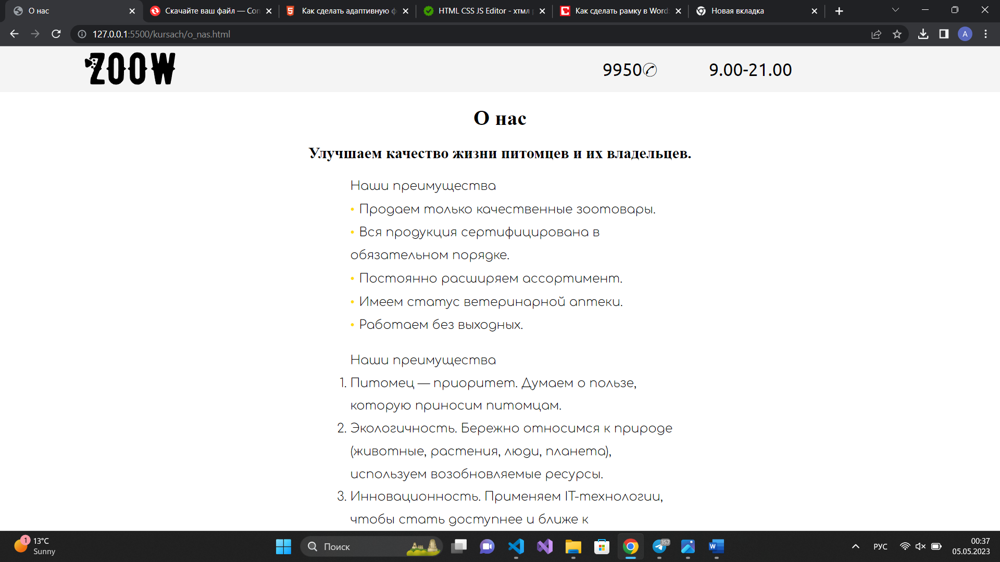 О нас
Скачайте ваш файл — Con
Как сделать адаптивную ф
HTML CSS JS Editor - хтмл р
Как сделать рамку в Word:
Новая вкладка
127.0.0.1:5500/kursach/o_nas.html
A
ZOOW
9950✆
9.00-21.00
О нас
Улучшаем качество жизни питомцев и их владельцев.
Наши преимущества
• Продаем только качественные зоотовары.
• Вся продукция сертифицирована в
обязательном порядке.
• Постоянно расширяем ассортимент.
• Имеем статус ветеринарной аптеки.
• Работаем без выходных.
Наши преимущества
1. Питомец — приоритет. Думаем о пользе,
которую приносим питомцам.
2. Экологичность. Бережно относимся к природе
(животные, растения, люди, планета),
используем возобновляемые ресурсы.
3. Инновационность. Применяем IT-технологии,
чтобы стать доступнее и ближе к
1
13°C
Sunny
Поиск
357
W
РУС
00:37
05.05.2023